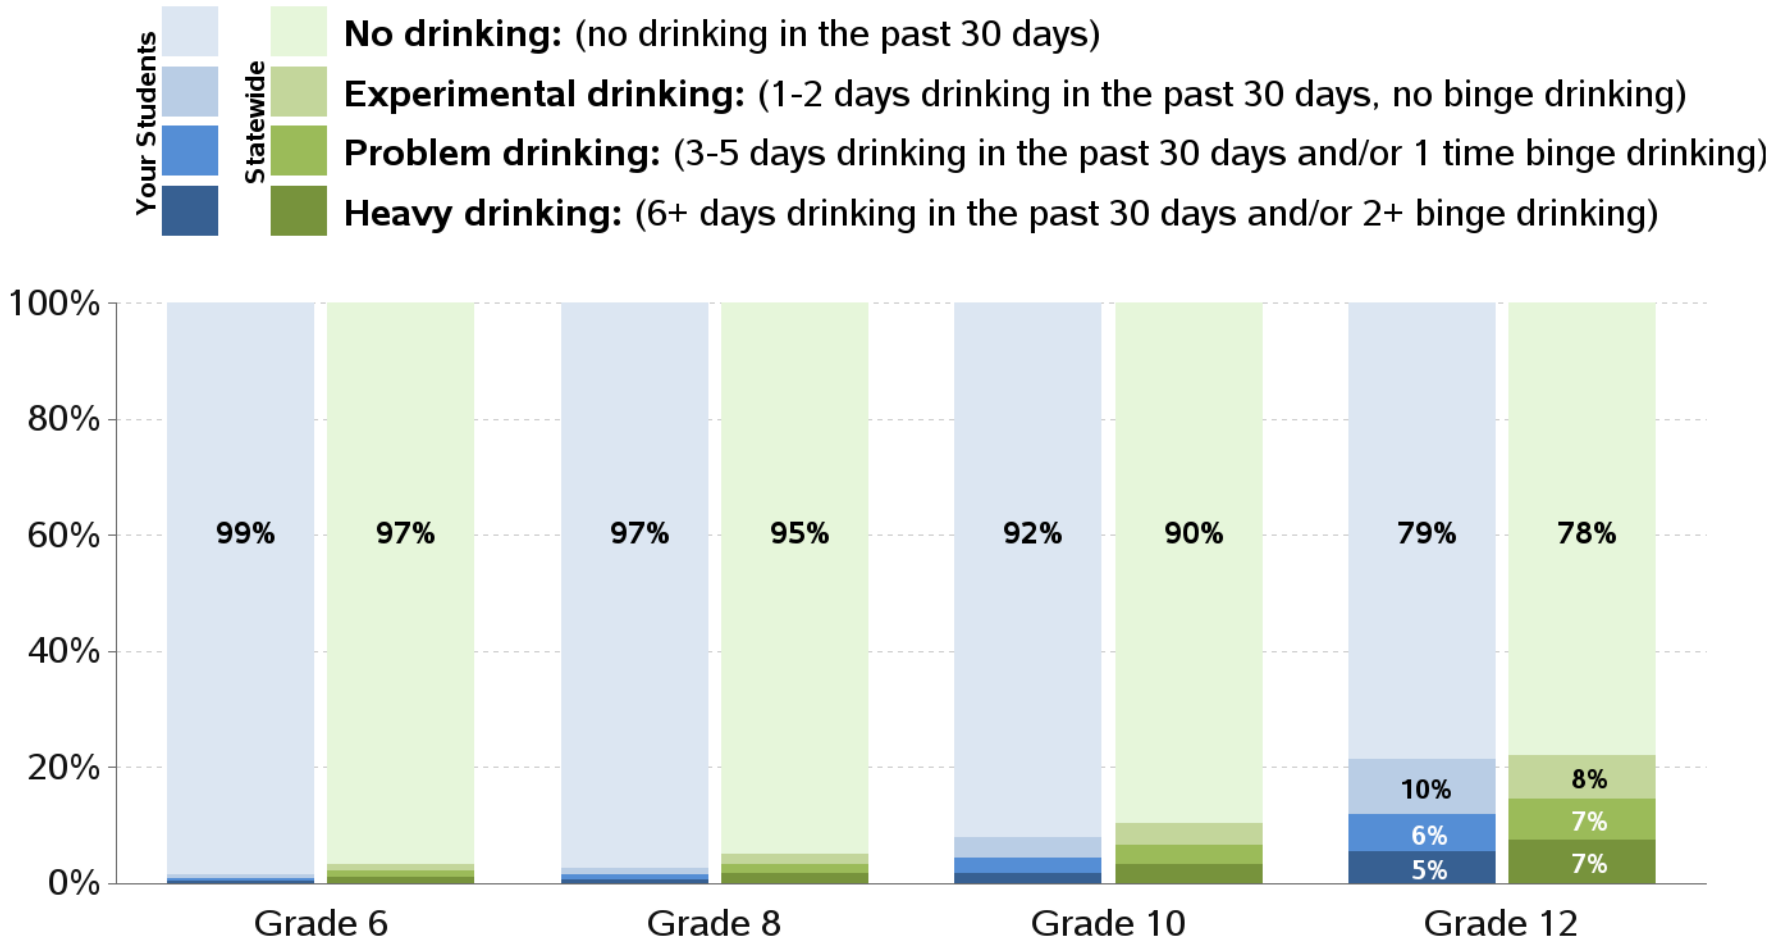 Your Students
Statewide
No drinking: (no drinking in the past 30 days)
Experimental drinking: (1-2 days drinking in the past 30 days, no binge drinking)
Problem drinking: (3-5 days drinking in the past 30 days and/or 1 time binge drinking)
Heavy drinking: (6+ days drinking in the past 30 days and/or 2+ binge drinking)
100%
80%
60%
40%
20%
0%
99%
97%
97%
95%
92%
90%
79%
78%
10%
8%
6%
7%
5%
7%
Grade 6
Grade 8
Grade 10
Grade 12